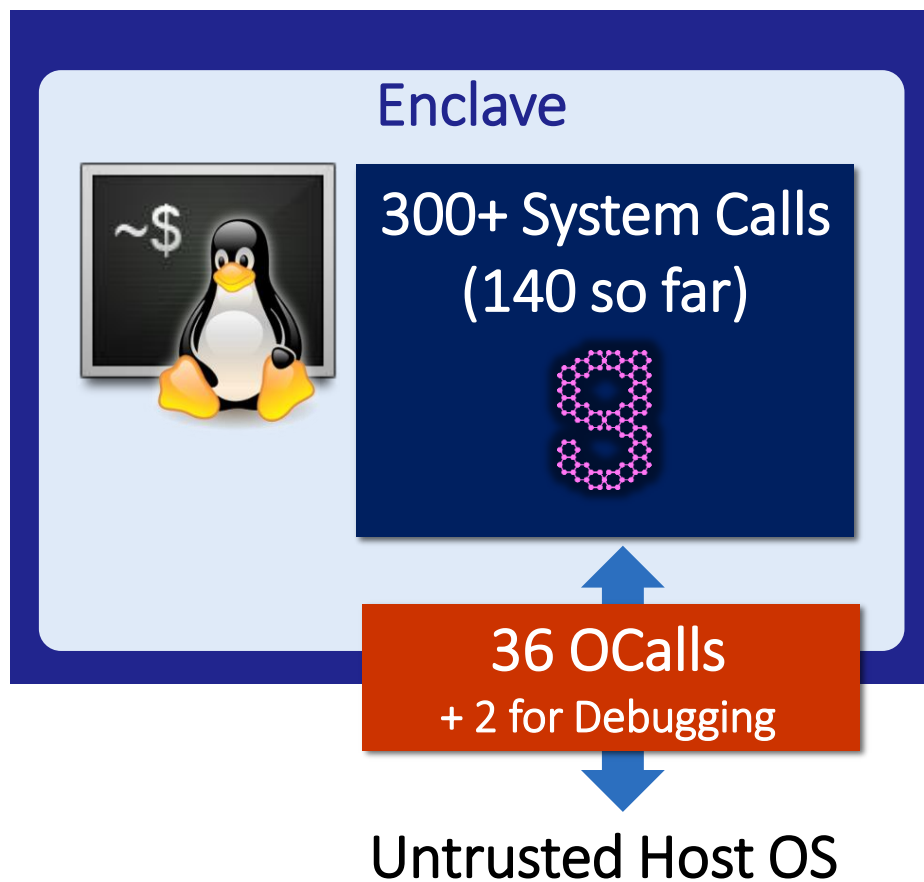 Enclave
~$
300+ System Calls
(140 so far)
g
36 OCalls
+ 2 for Debugging
Untrusted Host OS